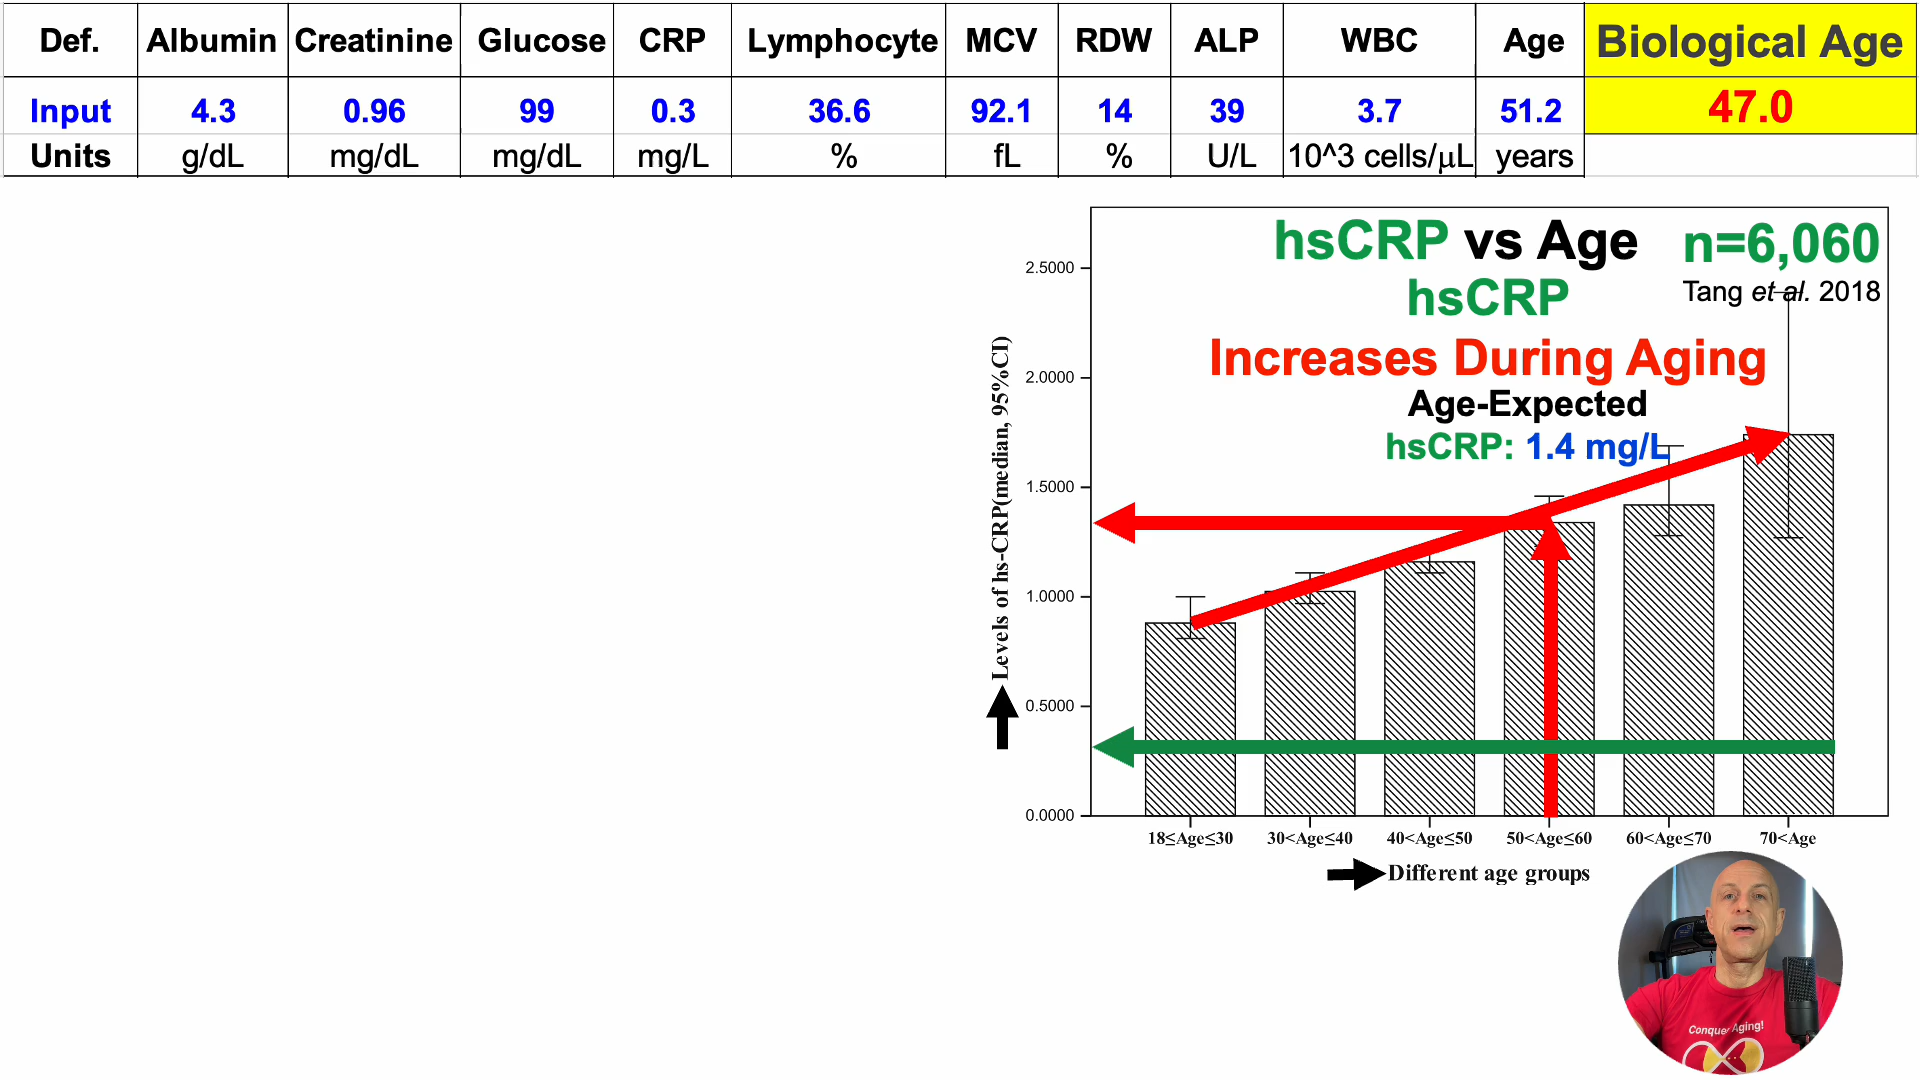 Def. Albumin Creatinine Glucose CRP Lymphocyte MCV RDW ALP WBC Age Biological Age
Input 4.3 0.96 99 0.3 36.6 92.1 14 39 3.7 51.2 47.0
Units g/dL mg/dL mg/dL mg/L % fL % U/L 10^3 cells/μL years
hsCRP vs Age n=6,060
hsCRP Tang et al. 2018
Increases During Aging
Age-Expected
hsCRP: 1.4 mg/L
Levels of hs-CRP(median, 95%CI)
2.5000
2.0000
1.5000
1.0000
0.5000
0.0000
18≤Age≤30 30<Age≤40 40<Age≤50 50<Age≤60 60<Age≤70 70<Age
Different age groups
Conquer Aging!